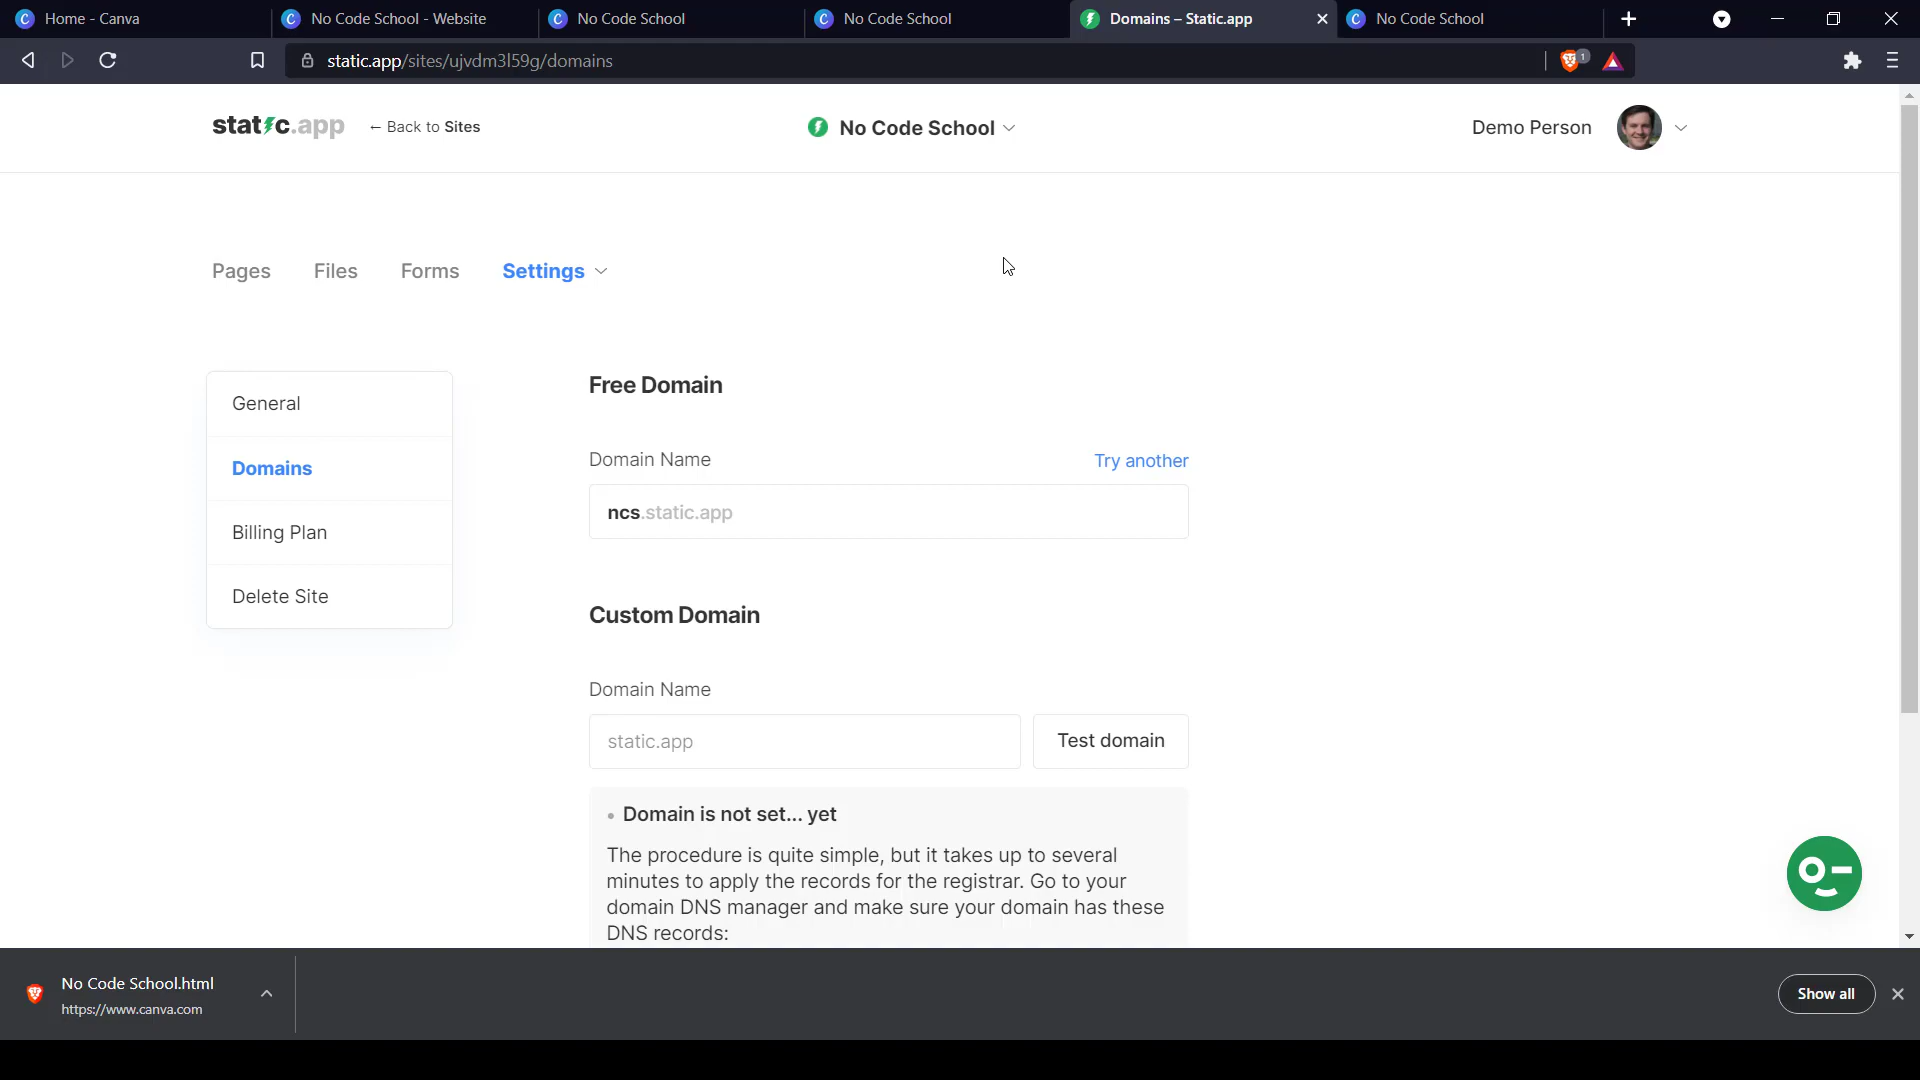 Home - Canva
No Code School - Website
No Code School
No Code School
Domains – Static.app
No Code School
static.app/sites/ujvdm3l59g/domains
1
static.app
← Back to Sites
No Code School
Demo Person
Pages
Files
Forms
Settings
General
Domains
Billing Plan
Delete Site
Free Domain
Domain Name
Try another
ncs.static.app
Custom Domain
Domain Name
static.app
Test domain
• Domain is not set... yet
The procedure is quite simple, but it takes up to several
minutes to apply the records for the registrar. Go to your
domain DNS manager and make sure your domain has these
DNS records:
No Code School.html
https://www.canva.com
Show all